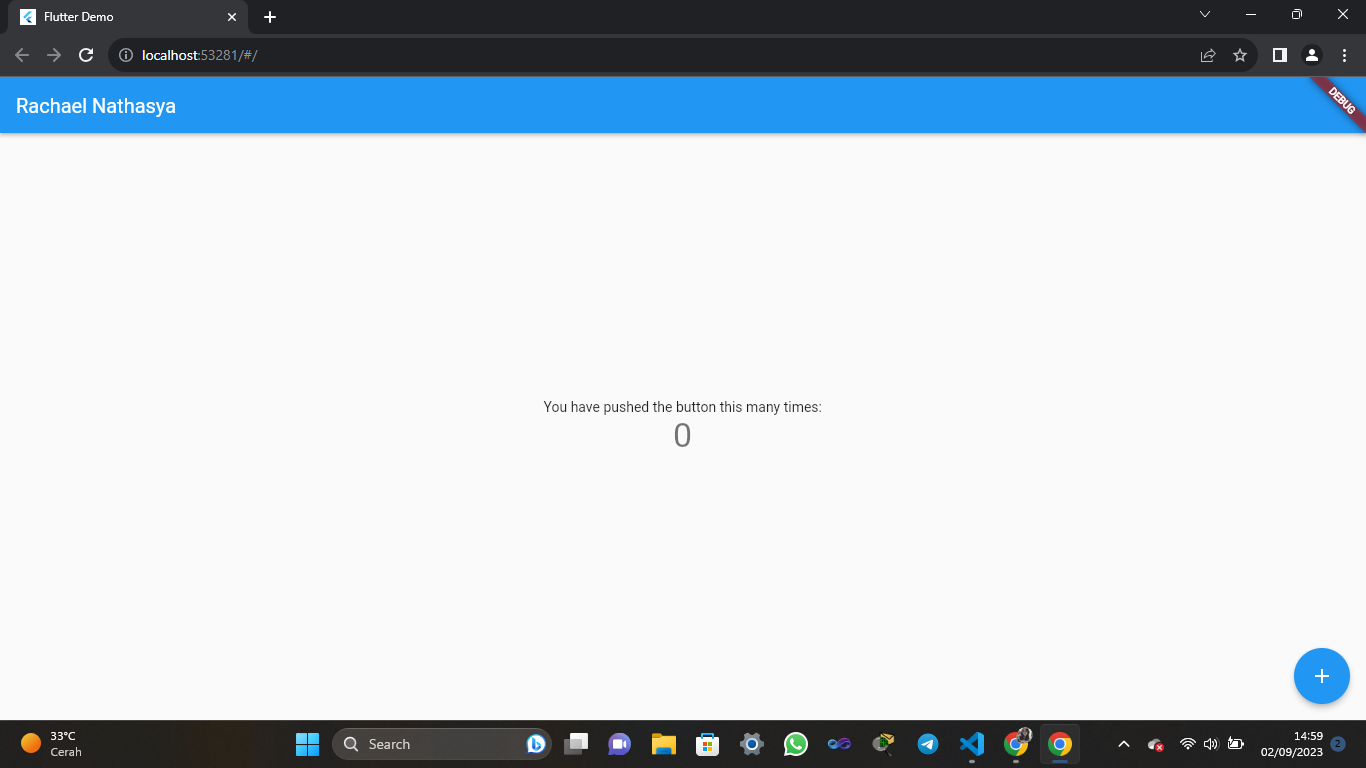 Flutter Demo
localhost:53281/#/
Rachael Nathasya
DEBUG
You have pushed the button this many times:
0
33°C
Cerah
Search
14:59
02/09/2023
2